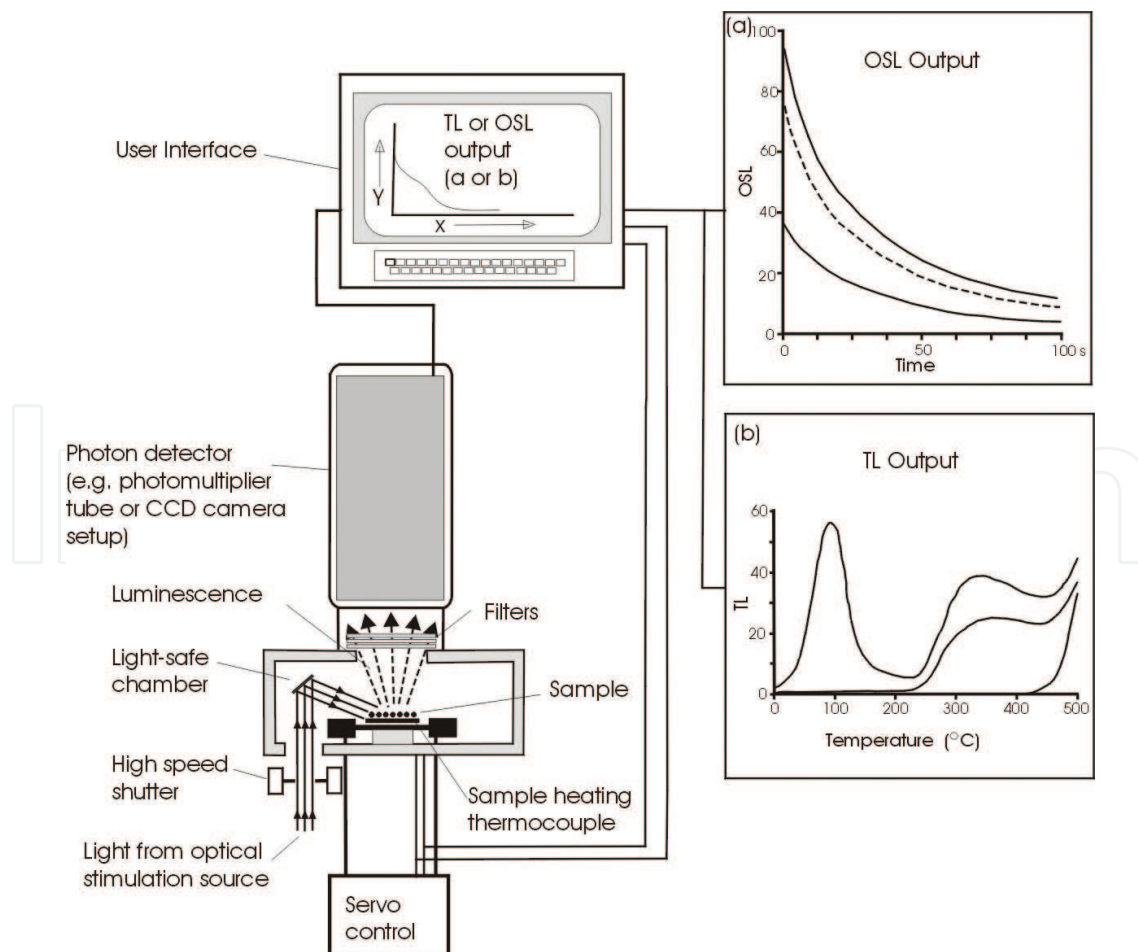 User Interface
TL or OSL
output
(a or b)
Y
X
Photon detector
(e.g. photomultiplier
tube or CCD camera
setup)
Luminescence
Filters
Light-safe
chamber
Sample
High speed
shutter
Sample heating
thermocouple
Light from optical
stimulation source
Servo
control
(a)
OSL Output
100
80
60
40
20
0
OSL
0
50
100 s
Time
(b)
TL Output
60
40
20
0
TL
0
100
200
300
400
500
Temperature (°C)